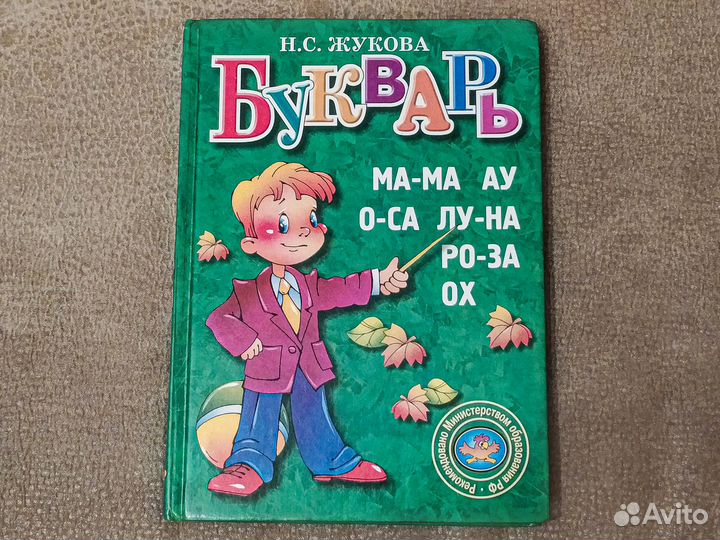 Н.С. ЖУКОВА
БУКВАРЬ
МА-МА АУ
О-СА ЛУ-НА
РО-ЗА
ОХ
Рекомендовано Министерством образования РФ •
Avito